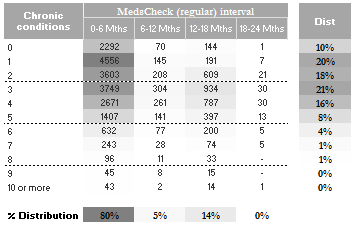 Chronic conditions MedsCheck (regular) interval Dist
0-6 Mths 6-12 Mths 12-18 Mths 18-24 Mths
0 2292 70 144 1 10%
1 4556 145 191 7 20%
2 3603 208 609 21 18%
3 3749 304 934 30 21%
4 2671 261 787 30 16%
5 1407 141 397 13 8%
6 632 77 200 5 4%
7 243 28 74 5 1%
8 96 11 33 - 1%
9 45 8 15 - 0%
10 or more 43 2 14 1 0%
% Distribution 80% 5% 14% 0%